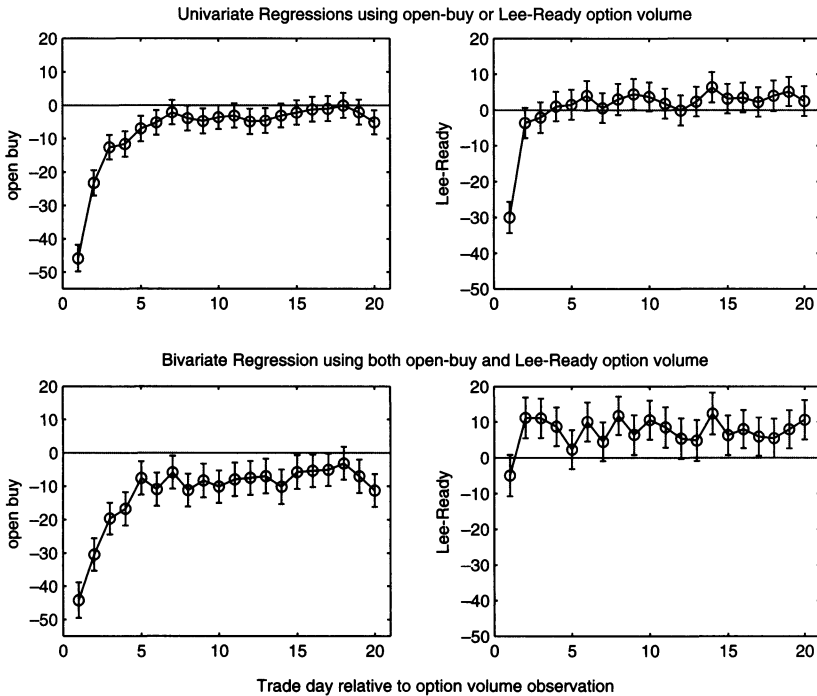 Univariate Regressions using open-buy or Lee-Ready option volume
20
10
0
−10
−20
−30
−40
−50
open buy
0 5 10 15 20
20
10
0
−10
−20
−30
−40
−50
Lee-Ready
0 5 10 15 20
Bivariate Regression using both open-buy and Lee-Ready option volume
20
10
0
−10
−20
−30
−40
−50
open buy
0 5 10 15 20
20
10
0
−10
−20
−30
−40
−50
Lee-Ready
0 5 10 15 20
Trade day relative to option volume observation